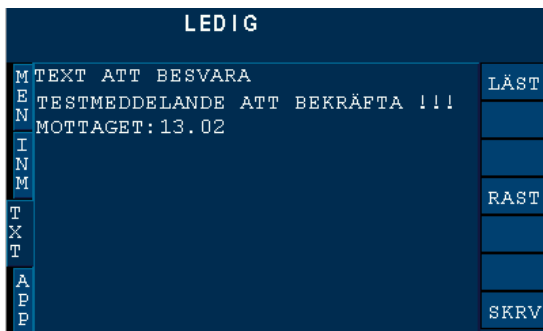 LEDIG
MEN
INM
TXT
APP
TEXT ATT BESVARA
TESTMEDDELANDE ATT BEKRÄFTA !!!
MOTTAGET:13.02
LÄST
RAST
SKRV